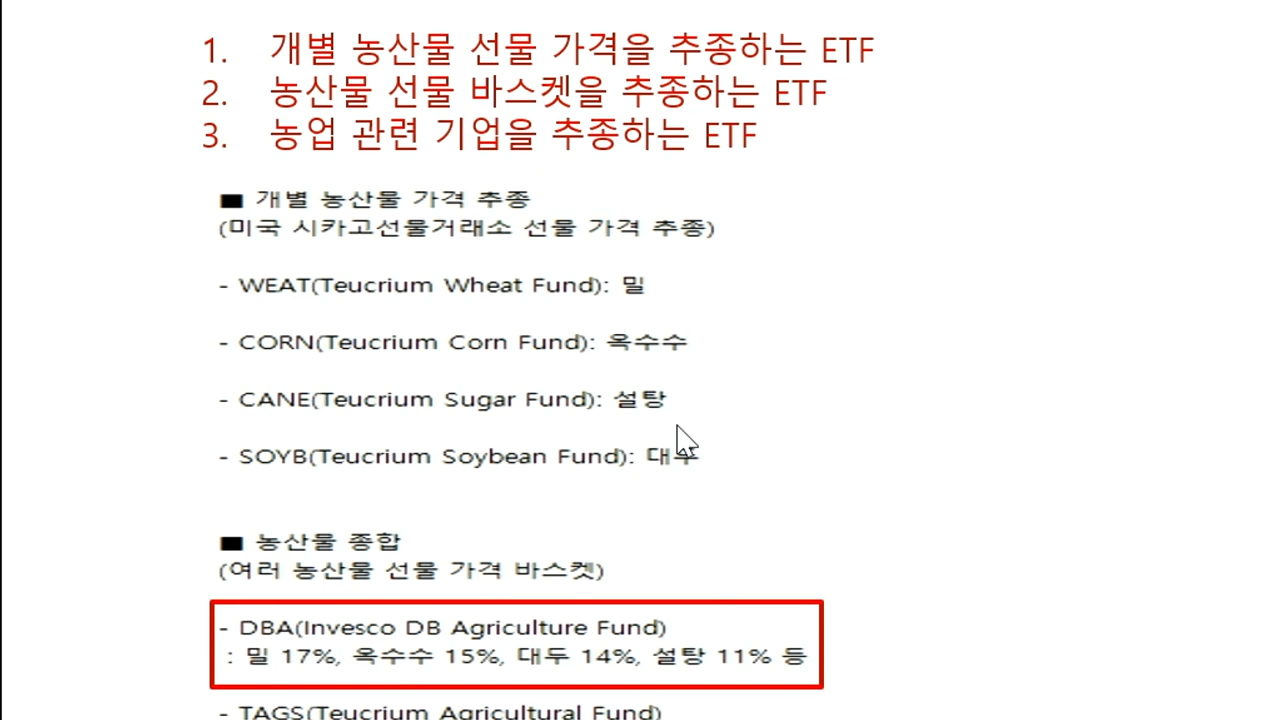 1. 개별 농산물 선물 가격을 추종하는 ETF
2. 농산물 선물 바스켓을 추종하는 ETF
3. 농업 관련 기업을 추종하는 ETF
■ 개별 농산물 가격 추종
(미국 시카고선물거래소 선물 가격 추종)
- WEAT(Teucrium Wheat Fund): 밀
- CORN(Teucrium Corn Fund): 옥수수
- CANE(Teucrium Sugar Fund): 설탕
- SOYB(Teucrium Soybean Fund): 대두
■ 농산물 종합
(여러 농산물 선물 가격 바스켓)
- DBA(Invesco DB Agriculture Fund)
: 밀 17%, 옥수수 15%, 대두 14%, 설탕 11% 등
- TAGS(Teucrium Agricultural Fund)